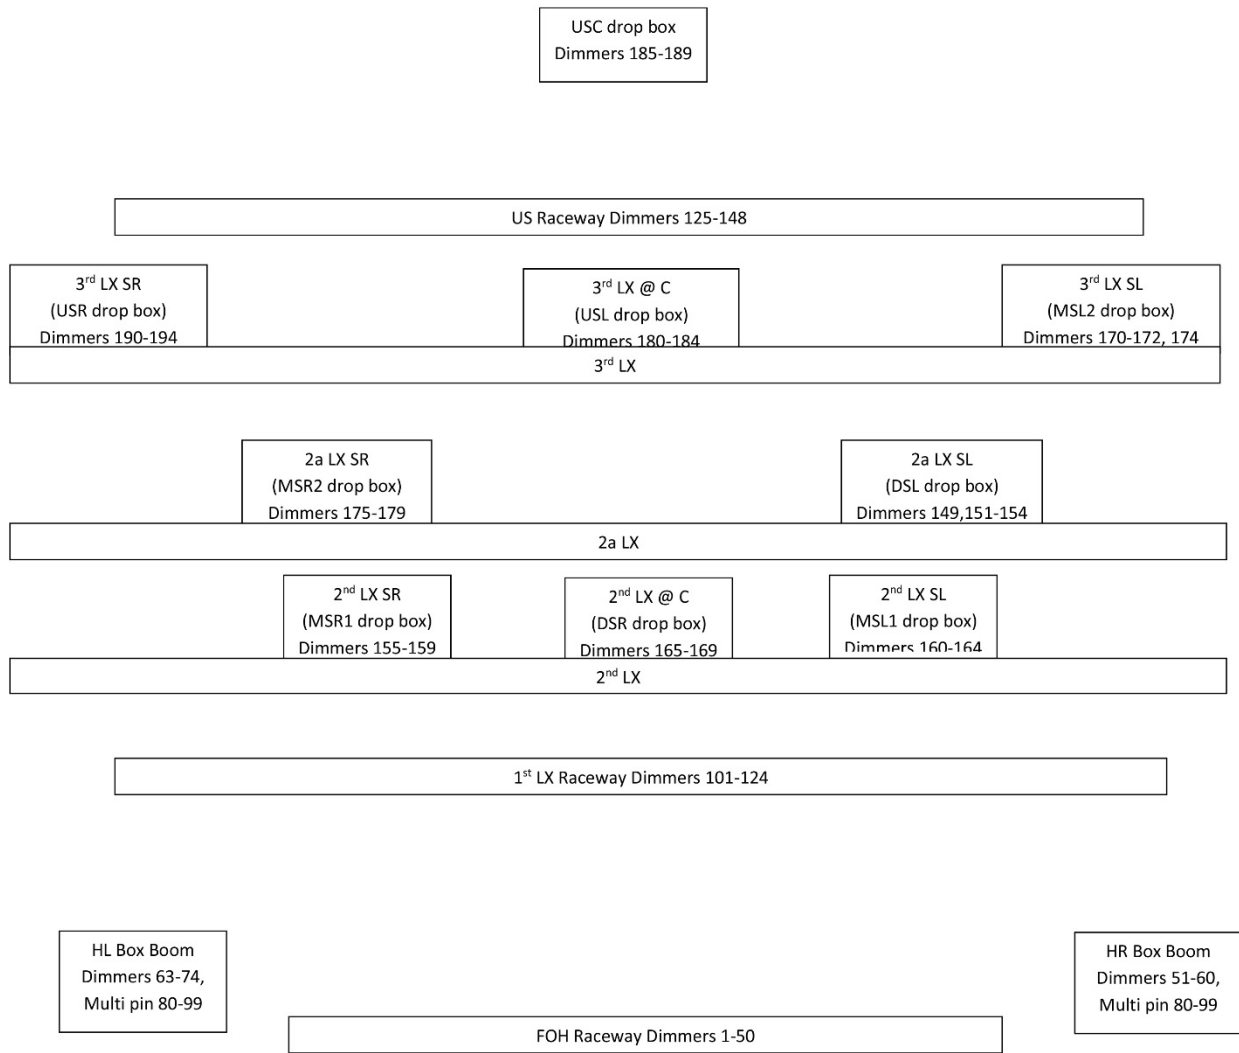 USC drop box
Dimmers 185-189
US Raceway Dimmers 125-148
3rd LX SR
(USR drop box)
Dimmers 190-194
3rd LX @ C
(USL drop box)
Dimmers 180-184
3rd LX SL
(MSL2 drop box)
Dimmers 170-172, 174
3rd LX
2a LX SR
(MSR2 drop box)
Dimmers 175-179
2a LX SL
(DSL drop box)
Dimmers 149,151-154
2a LX
2nd LX SR
(MSR1 drop box)
Dimmers 155-159
2nd LX @ C
(DSR drop box)
Dimmers 165-169
2nd LX SL
(MSL1 drop box)
Dimmers 160-164
2nd LX
1st LX Raceway Dimmers 101-124
HL Box Boom
Dimmers 63-74,
Multi pin 80-99
HR Box Boom
Dimmers 51-60,
Multi pin 80-99
FOH Raceway Dimmers 1-50